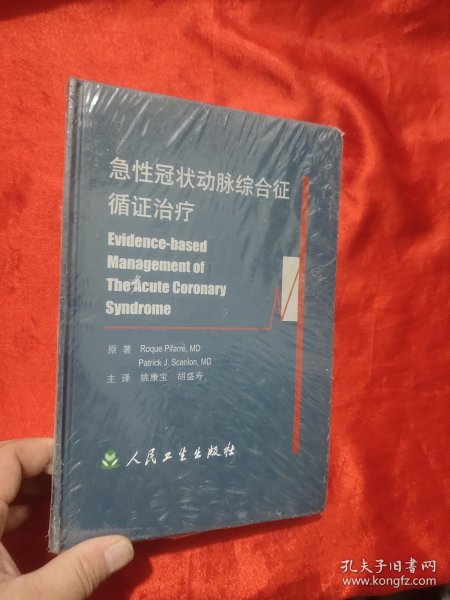 急性冠状动脉综合征
循证治疗
Evidence-based
Management of
The Acute Coronary
Syndrome
原 著 Roque Pifarrè, MD
Patrick J. Scanlon, MD
主 译 姚康宝 胡盛寿
人民卫生出版社
孔夫子旧书网
www.kongfz.com